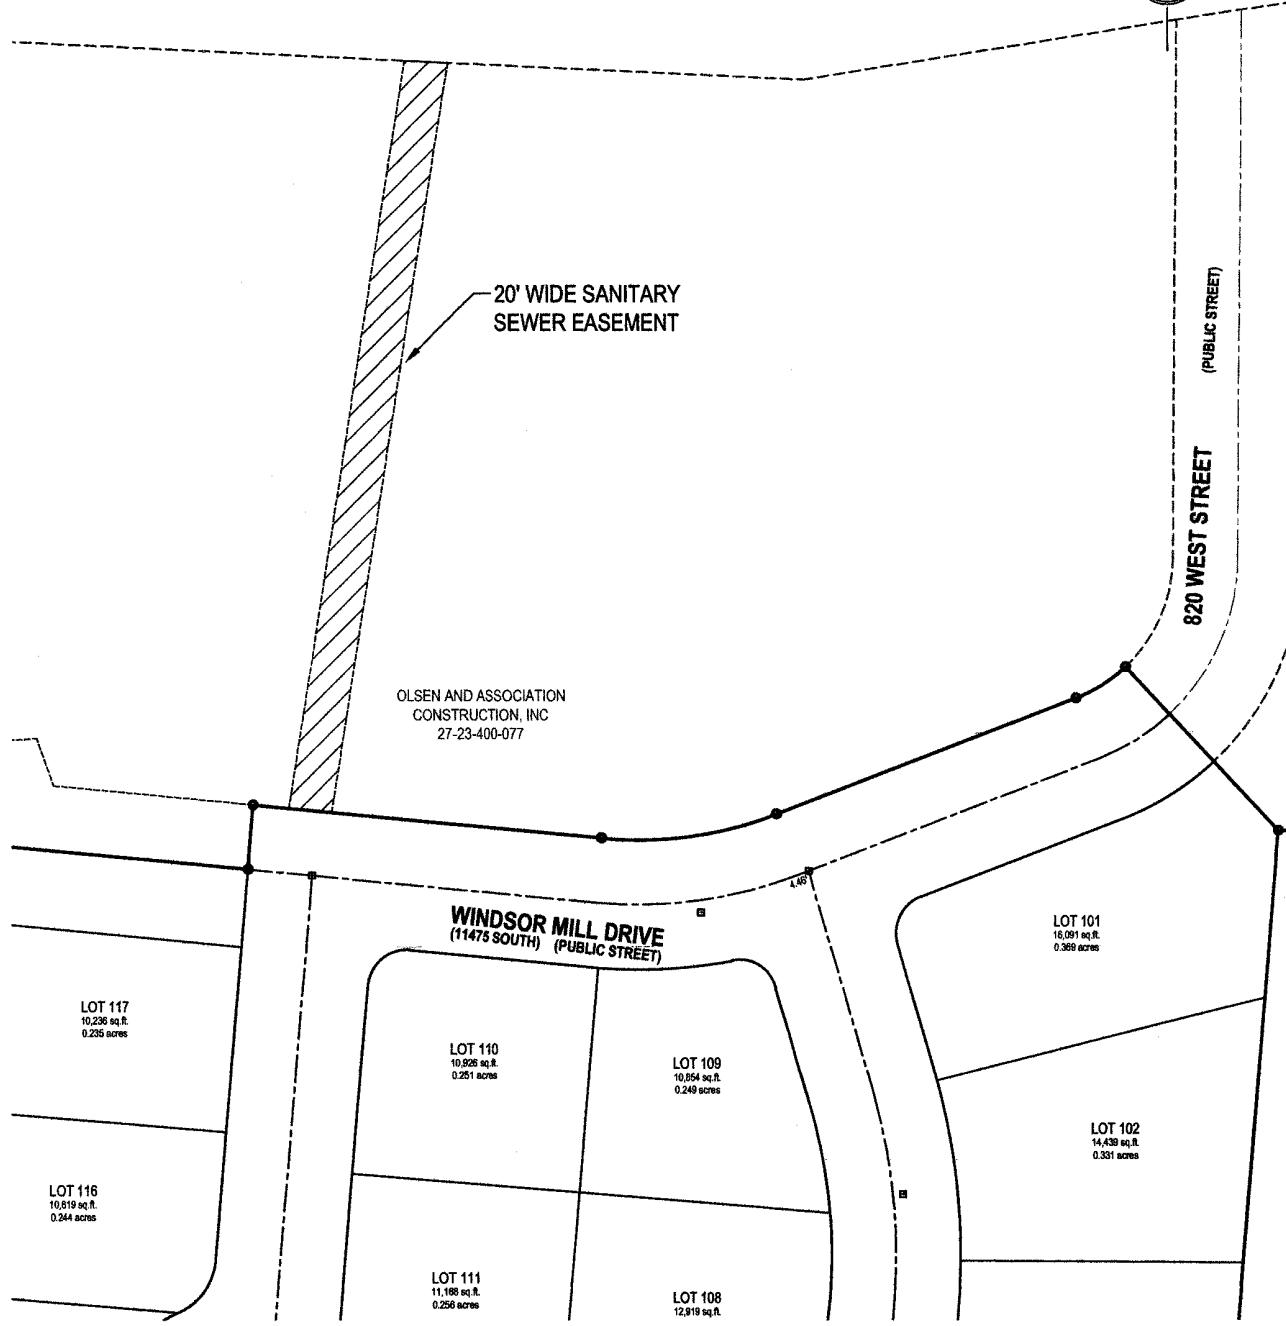 20' WIDE SANITARY
SEWER EASEMENT
(PUBLIC STREET)
820 WEST STREET
OLSEN AND ASSOCIATION
CONSTRUCTION, INC
27-23-400-077
4.46'
WINDSOR MILL DRIVE
(11475 SOUTH) (PUBLIC STREET)
LOT 101
16,091 sq.ft.
0.369 acres
LOT 117
10,236 sq.ft.
0.235 acres
LOT 110
10,926 sq.ft.
0.251 acres
LOT 109
10,854 sq.ft.
0.249 acres
LOT 102
14,439 sq.ft.
0.331 acres
LOT 116
10,619 sq.ft.
0.244 acres
LOT 111
11,168 sq.ft.
0.256 acres
LOT 108
12,919 sq.ft.